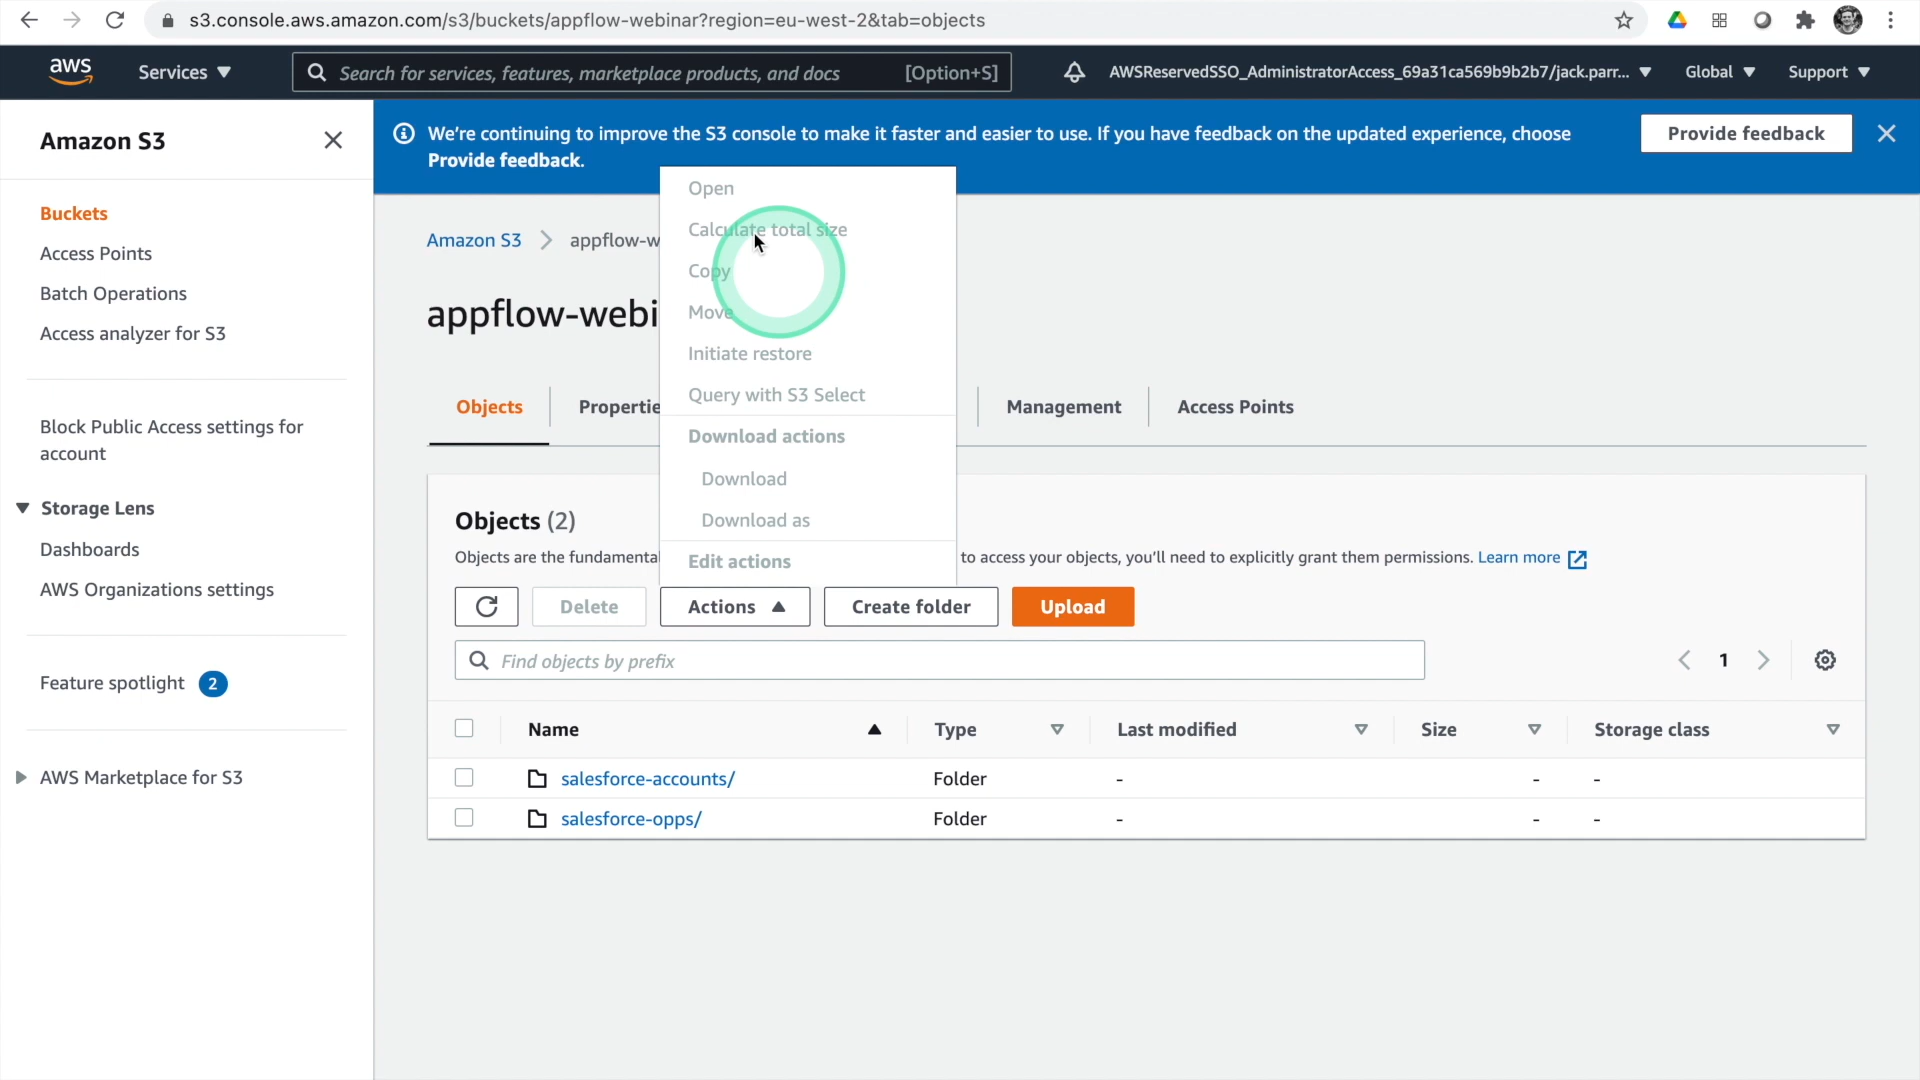 s3.console.aws.amazon.com/s3/buckets/appflow-webinar?region=eu-west-2&tab=objects
aws
Services
Search for services, features, marketplace products, and docs [Option+S]
AWSReservedSSO_AdministratorAccess_69a31ca569b9b2b7/jack.parr...
Global
Support
Amazon S3
We're continuing to improve the S3 console to make it faster and easier to use. If you have feedback on the updated experience, choose
Provide feedback.
Provide feedback
Buckets
Access Points
Batch Operations
Access analyzer for S3
Block Public Access settings for
account
Storage Lens
Dashboards
AWS Organizations settings
Feature spotlight 2
AWS Marketplace for S3
Amazon S3 appflow-w
appflow-webi
Open
Calculate total size
Copy
Move
Initiate restore
Query with S3 Select
Download actions
Download
Download as
Edit actions
Objects
Propertie
Management
Access Points
Objects (2)
Objects are the fundamental to access your objects, you'll need to explicitly grant them permissions. Learn more
Delete
Actions
Create folder
Upload
Find objects by prefix
1
Name Type Last modified Size Storage class
salesforce-accounts/ Folder - - -
salesforce-opps/ Folder - - -